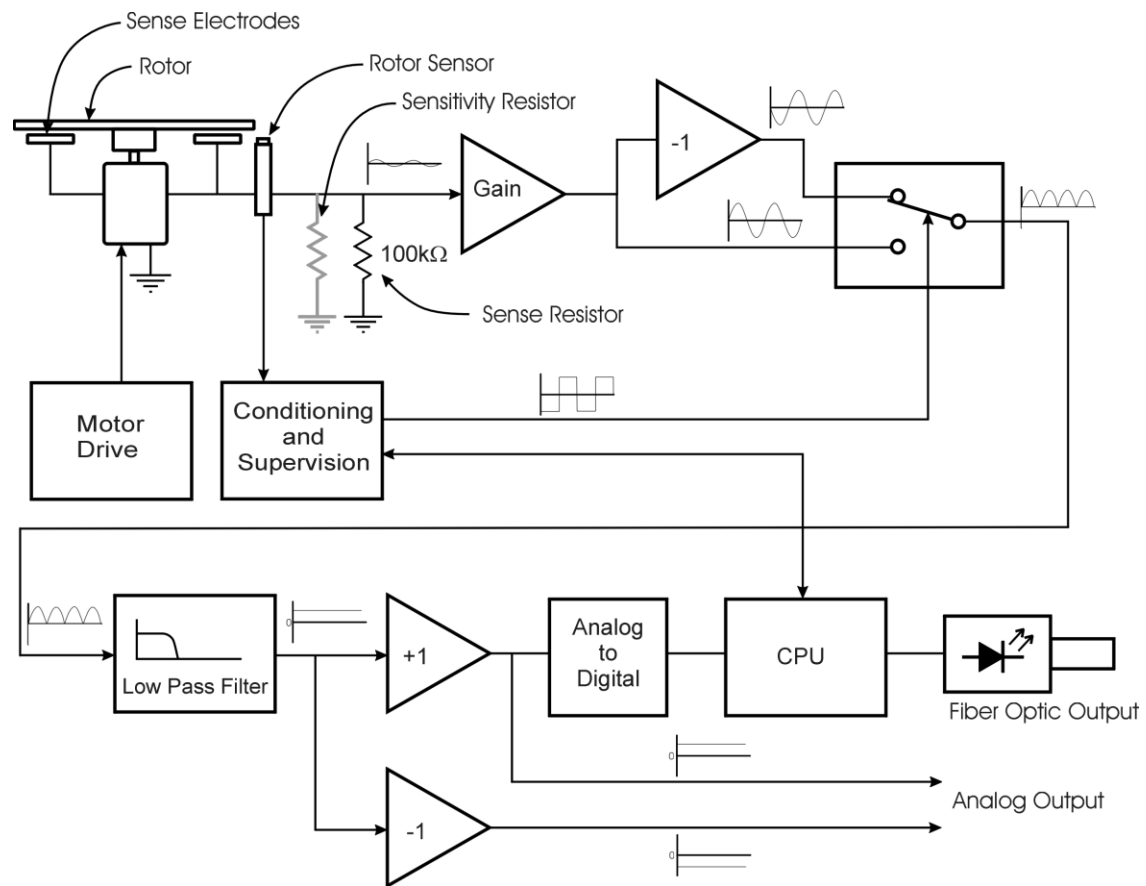 Sense Electrodes
Rotor
Rotor Sensor
Sensitivity Resistor
-1
Gain
100kΩ
Sense Resistor
Motor
Drive
Conditioning
and
Supervision
0
Low Pass Filter
+1
Analog
to
Digital
CPU
Fiber Optic Output
0
Analog Output
-1
0